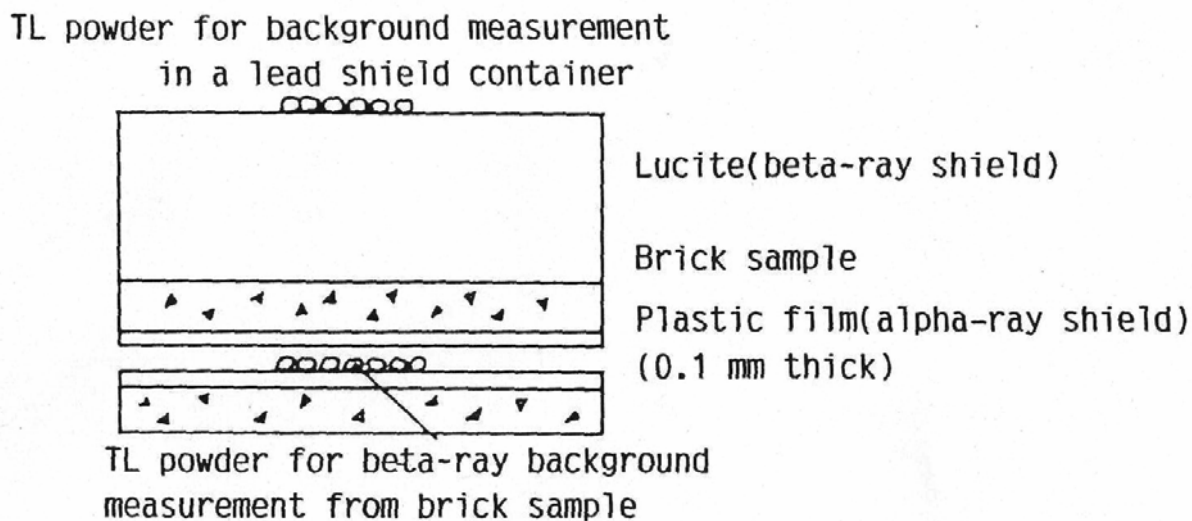 TL powder for background measurement
in a lead shield container
Lucite(beta-ray shield)
Brick sample
Plastic film(alpha-ray shield)
(0.1 mm thick)
TL powder for beta-ray background
measurement from brick sample